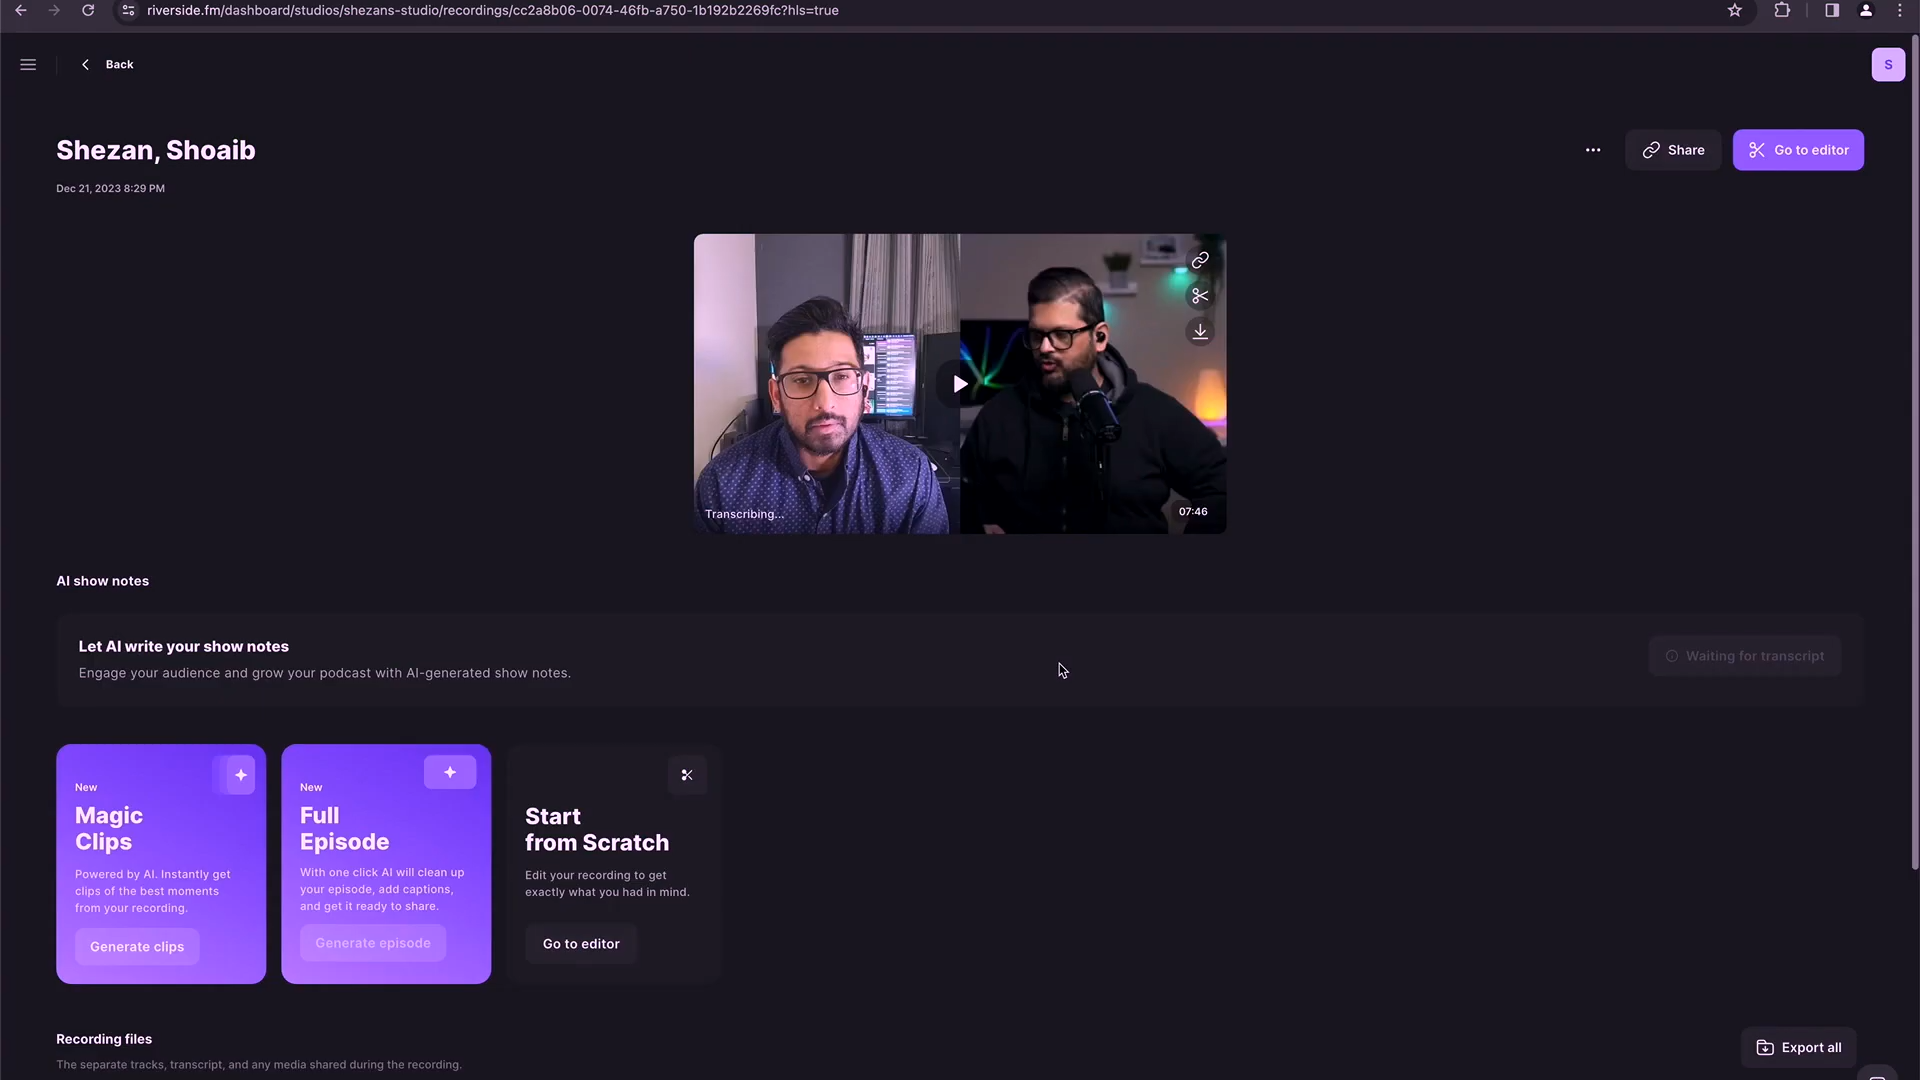 riverside.fm/dashboard/studios/shezans-studio/recordings/cc2a8b06-0074-46fb-a750-1b192b2269fc?hls=true
Back
S
Shezan, Shoaib
Share
Go to editor
Dec 21, 2023 8:29 PM
Transcribing...
07:46
AI show notes
Let AI write your show notes
Engage your audience and grow your podcast with AI-generated show notes.
Waiting for transcript
New
Magic
Clips
Powered by AI. Instantly get
clips of the best moments
from your recording.
Generate clips
New
Full
Episode
With one click AI will clean up
your episode, add captions,
and get it ready to share.
Generate episode
Start
from Scratch
Edit your recording to get
exactly what you had in mind.
Go to editor
Recording files
The separate tracks, transcript, and any media shared during the recording.
Export all